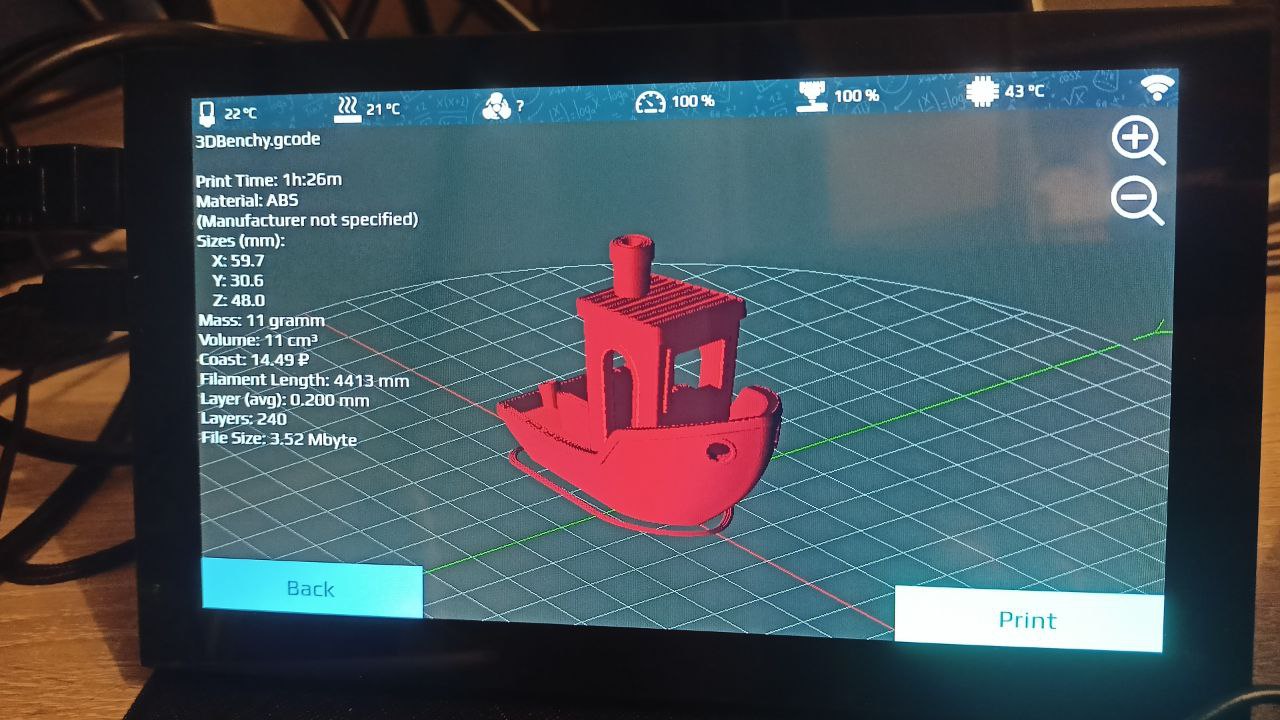 22 °C 21 °C ? 100 % 100 % 43 °C
3DBenchy.gcode
Print Time: 1h:26m
Material: ABS
(Manufacturer not specified)
Sizes (mm):
X: 59.7
Y: 30.6
Z: 48.0
Mass: 11 gramm
Volume: 11 cm³
Coast: 14.49 ₽
Filament Length: 4413 mm
Layer (avg): 0.200 mm
Layers: 240
File Size: 3.52 Mbyte
Back
Print